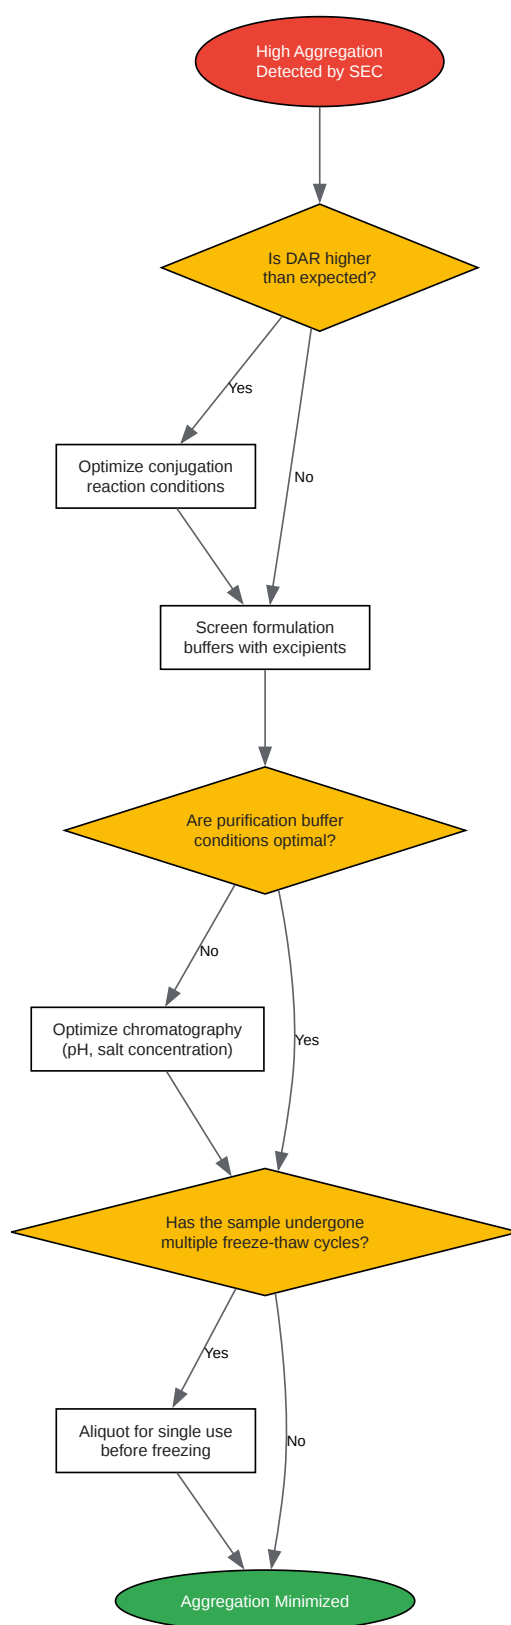 High Aggregation
Detected by SEC
Is DAR higher
than expected?
Yes
No
Optimize conjugation
reaction conditions
Screen formulation
buffers with excipients
Are purification buffer
conditions optimal?
No
Yes
Optimize chromatography
(pH, salt concentration)
Has the sample undergone
multiple freeze-thaw cycles?
Yes
No
Aliquot for single use
before freezing
Aggregation Minimized